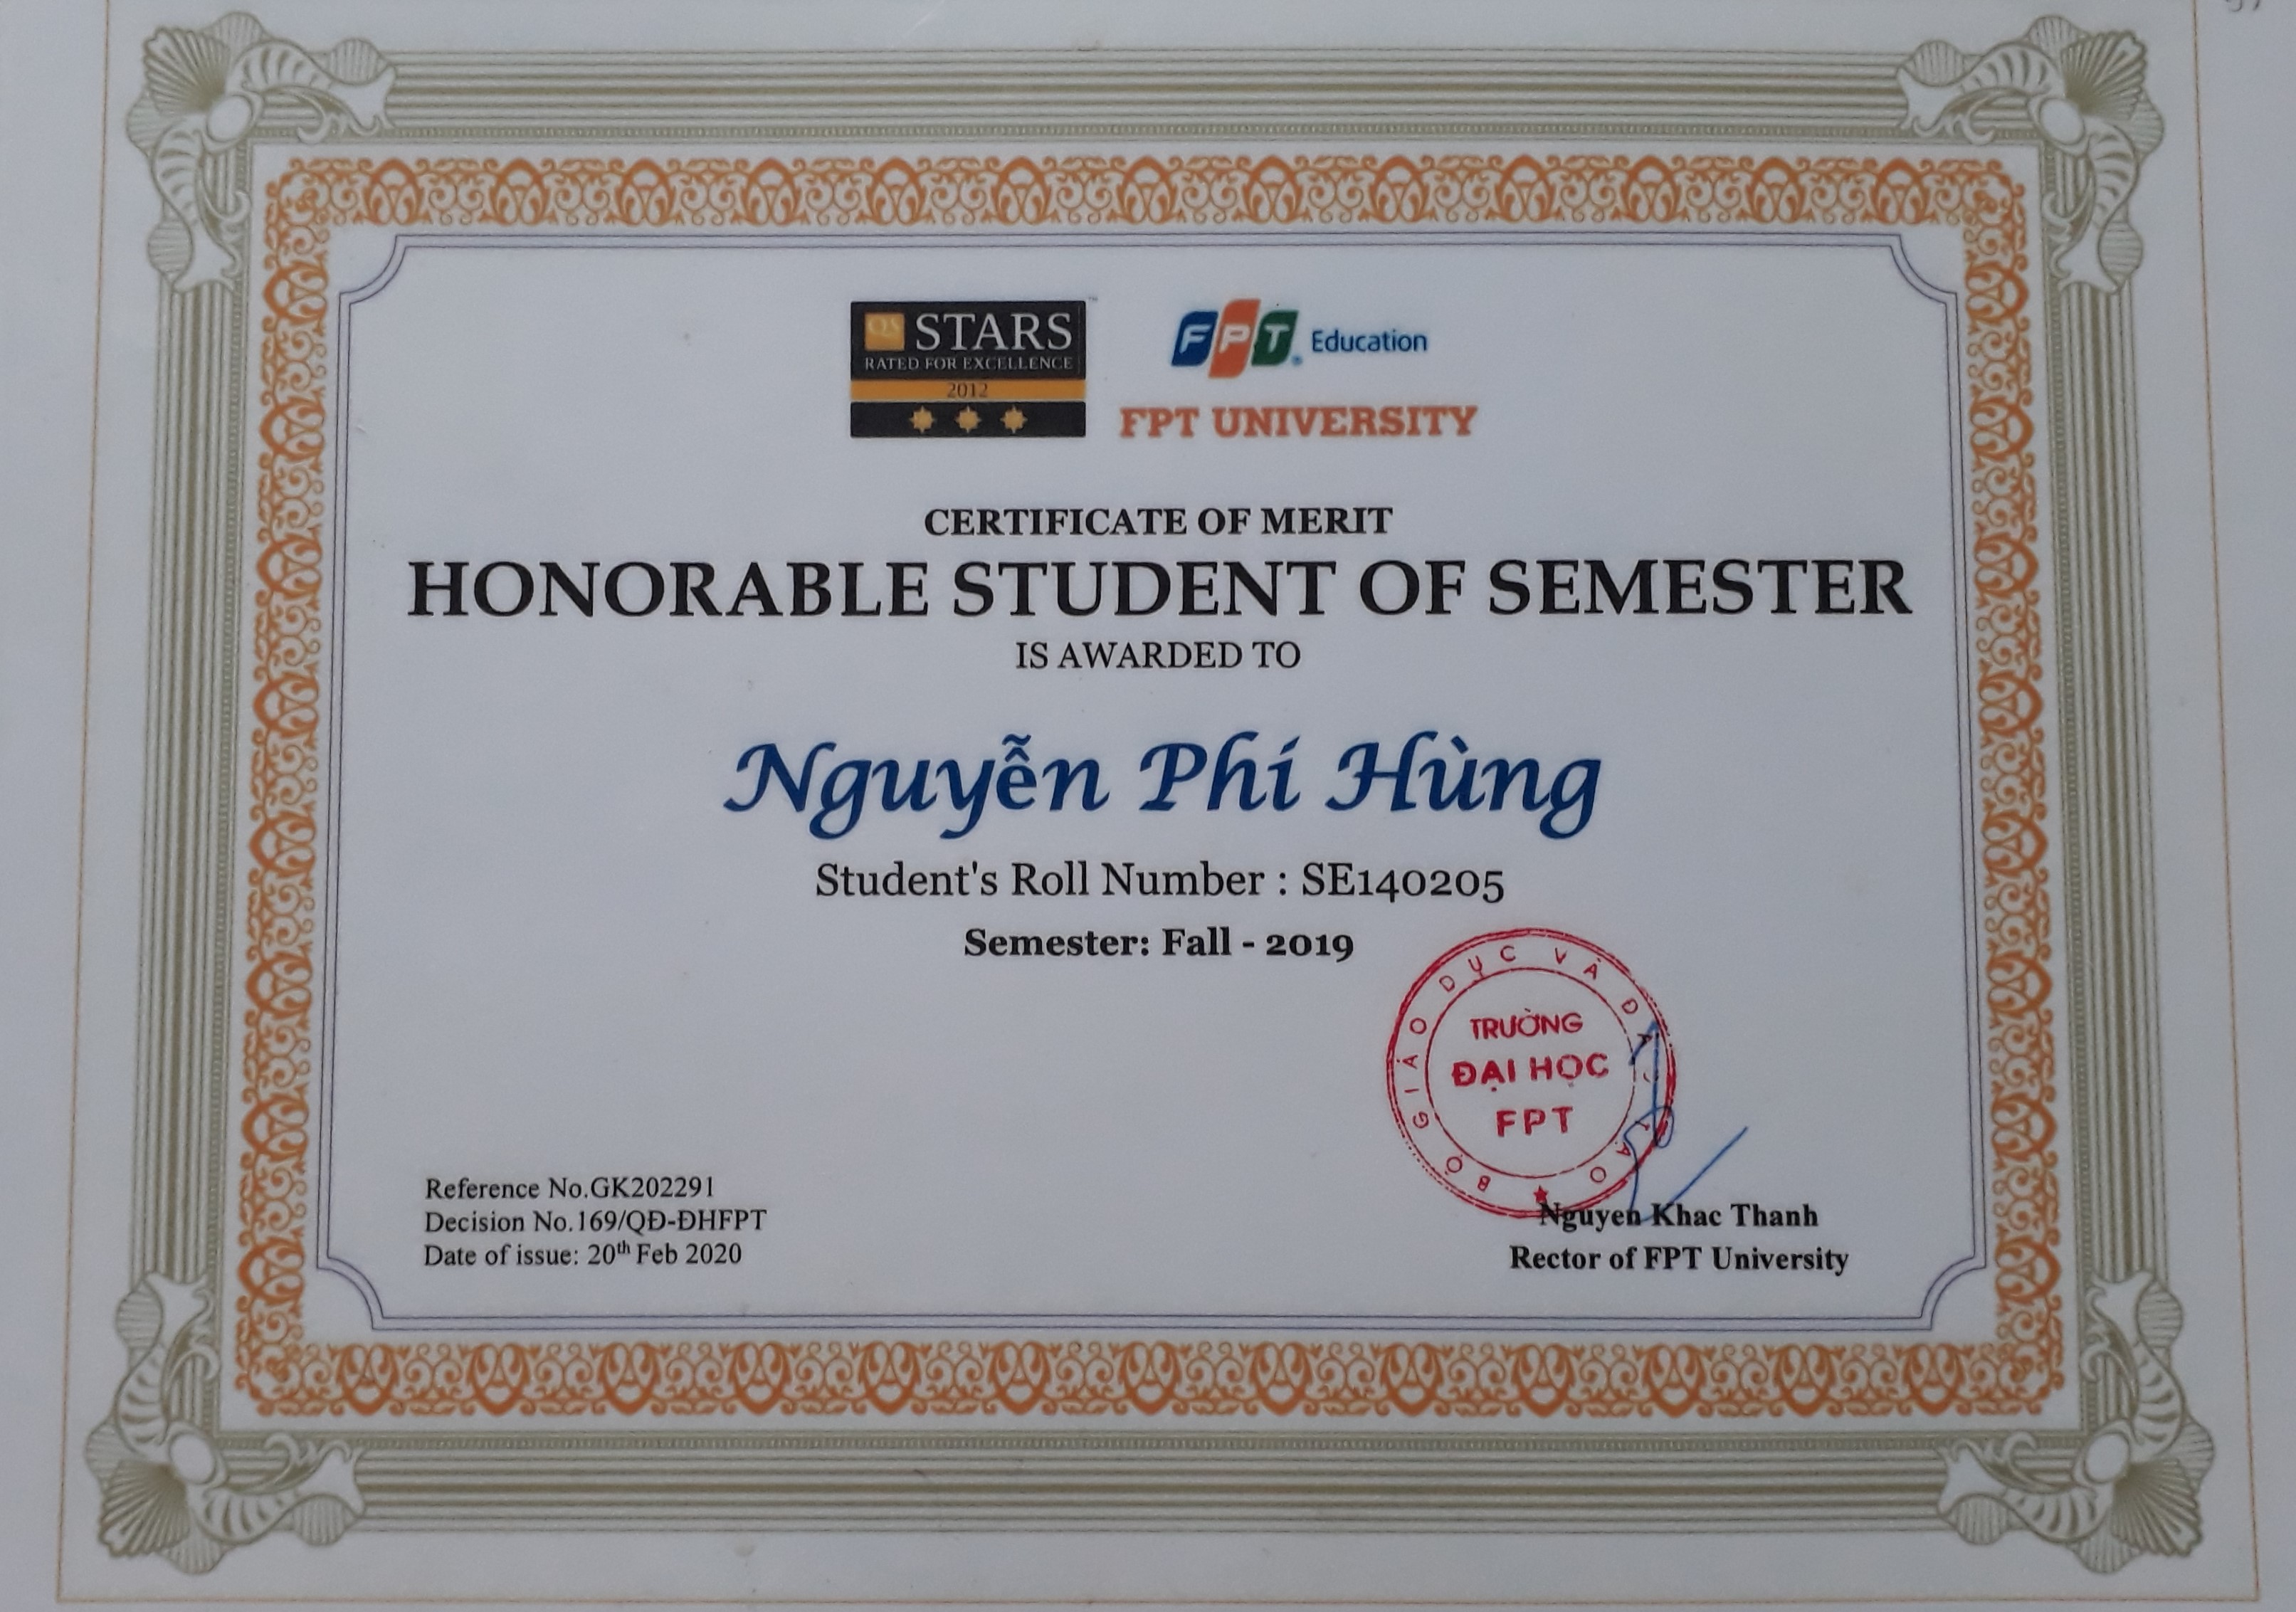 QS STARS
RATED FOR EXCELLENCE
2012
FPT Education
FPT UNIVERSITY
CERTIFICATE OF MERIT
HONORABLE STUDENT OF SEMESTER
IS AWARDED TO
Nguyễn Phi Hùng
Student's Roll Number : SE140205
Semester: Fall - 2019
BỘ GIÁO DỤC VÀ ĐÀO TẠO
TRƯỜNG
ĐẠI HỌC
FPT
Reference No.GK202291
Decision No.169/QĐ-ĐHFPT
Date of issue: 20th Feb 2020
Nguyen Khac Thanh
Rector of FPT University